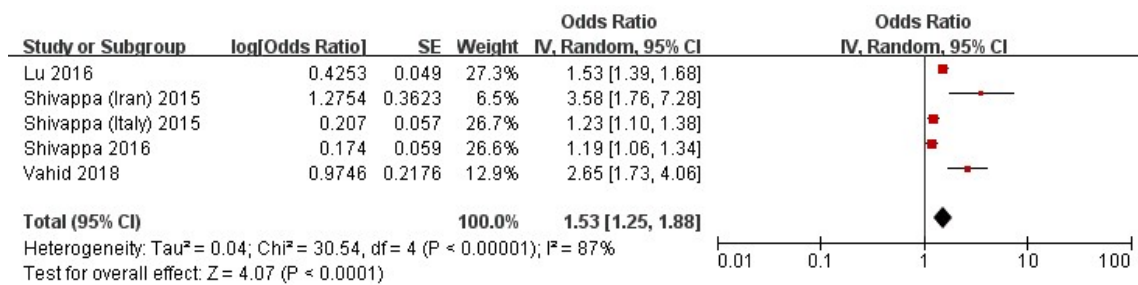 Odds Ratio Odds Ratio
Study or Subgroup log[Odds Ratio] SE Weight IV, Random, 95% CI IV, Random, 95% CI
Lu 2016 0.4253 0.049 27.3% 1.53 [1.39, 1.68]
Shivappa (Iran) 2015 1.2754 0.3623 6.5% 3.58 [1.76, 7.28]
Shivappa (Italy) 2015 0.207 0.057 26.7% 1.23 [1.10, 1.38]
Shivappa 2016 0.174 0.059 26.6% 1.19 [1.06, 1.34]
Vahid 2018 0.9746 0.2176 12.9% 2.65 [1.73, 4.06]
Total (95% CI) 100.0% 1.53 [1.25, 1.88]
Heterogeneity: Tau² = 0.04; Chi² = 30.54, df = 4 (P < 0.00001); I² = 87%
Test for overall effect: Z = 4.07 (P < 0.0001)
0.01 0.1 1 10 100